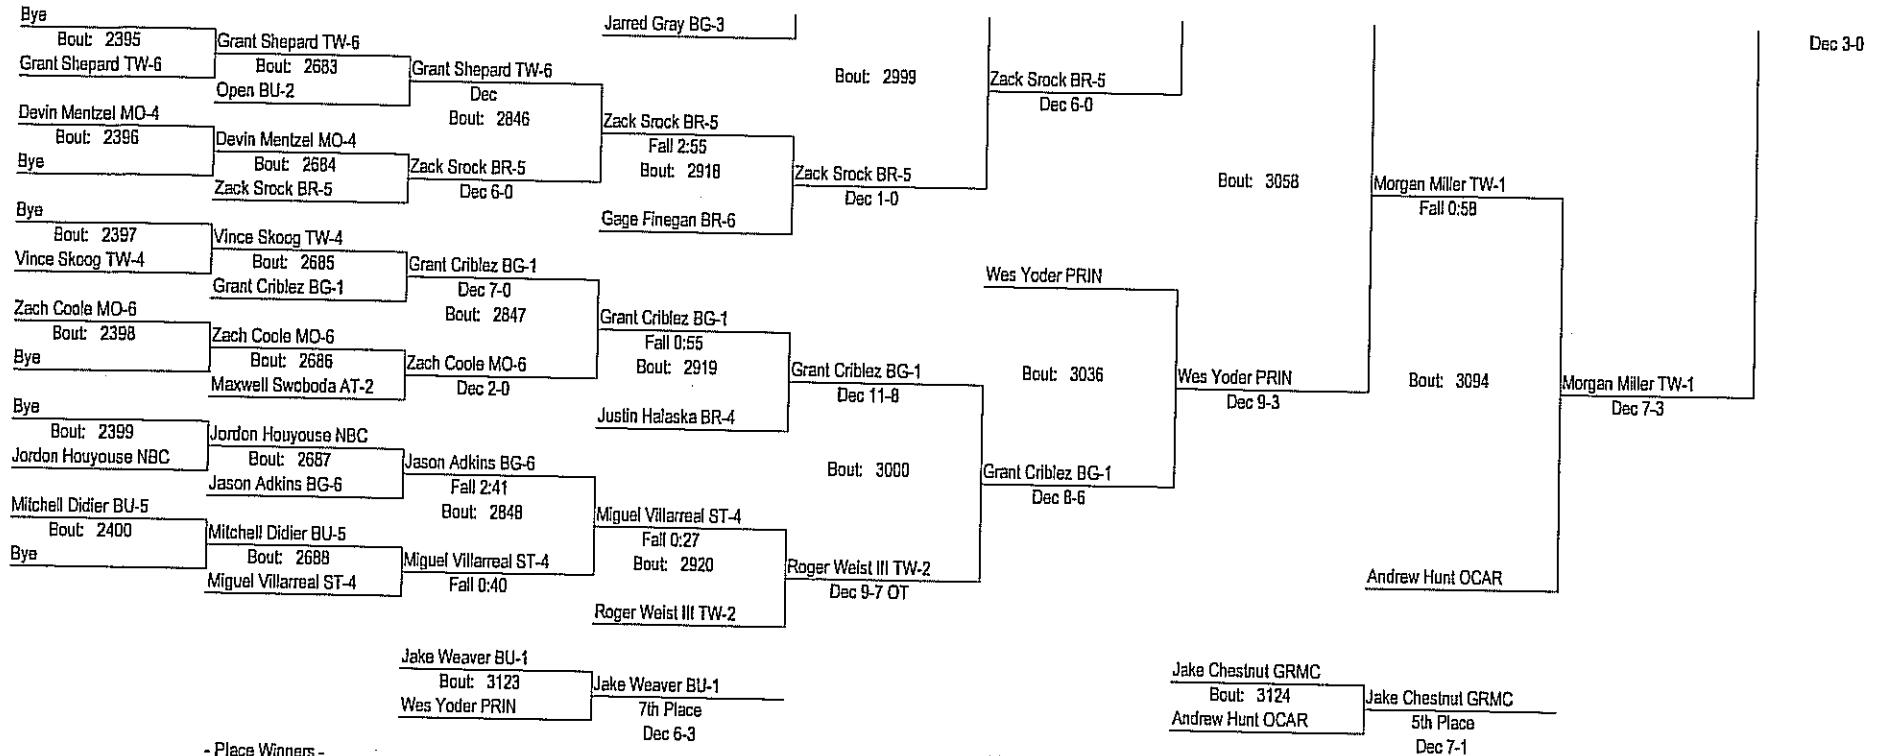 Bye
Bout: 2395
Grant Shepard TW-6
Grant Shepard TW-6
Bout: 2683
Open BU-2
Grant Shepard TW-6
Dec
Bout: 2846
Devin Mentzel MO-4
Bout: 2396
Bye
Devin Mentzel MO-4
Bout: 2684
Zack Srock BR-5
Zack Srock BR-5
Dec 6-0
Zack Srock BR-5
Fall 2:55
Bout: 2918
Gage Finegan BR-6
Jarred Gray BG-3
Bout: 2999
Zack Srock BR-5
Dec 1-0
Zack Srock BR-5
Dec 6-0
Bye
Bout: 2397
Vince Skoog TW-4
Vince Skoog TW-4
Bout: 2685
Grant Criblez BG-1
Grant Criblez BG-1
Dec 7-0
Bout: 2847
Zach Coole MO-6
Bout: 2398
Bye
Zach Coole MO-6
Bout: 2686
Maxwell Swoboda AT-2
Zach Coole MO-6
Dec 2-0
Grant Criblez BG-1
Fall 0:55
Bout: 2919
Justin Halaska BR-4
Grant Criblez BG-1
Dec 11-8
Bout: 3000
Bye
Bout: 2399
Jordon Houyouse NBC
Jordon Houyouse NBC
Bout: 2687
Jason Adkins BG-6
Jason Adkins BG-6
Fall 2:41
Bout: 2848
Mitchell Didier BU-5
Bout: 2400
Bye
Mitchell Didier BU-5
Bout: 2688
Miguel Villarreal ST-4
Miguel Villarreal ST-4
Fall 0:40
Miguel Villarreal ST-4
Fall 0:27
Bout: 2920
Roger Weist III TW-2
Roger Weist III TW-2
Dec 9-7 OT
Grant Criblez BG-1
Dec 8-6
Wes Yoder PRIN
Bout: 3036
Wes Yoder PRIN
Dec 9-3
Bout: 3058
Morgan Miller TW-1
Fall 0:58
Bout: 3094
Andrew Hunt OCAR
Morgan Miller TW-1
Dec 7-3
Dec 3-0
Jake Weaver BU-1
Bout: 3123
Wes Yoder PRIN
Jake Weaver BU-1
7th Place
Dec 6-3
Jake Chestnut GRMC
Bout: 3124
Andrew Hunt OCAR
Jake Chestnut GRMC
5th Place
Dec 7-1
- Place Winners -